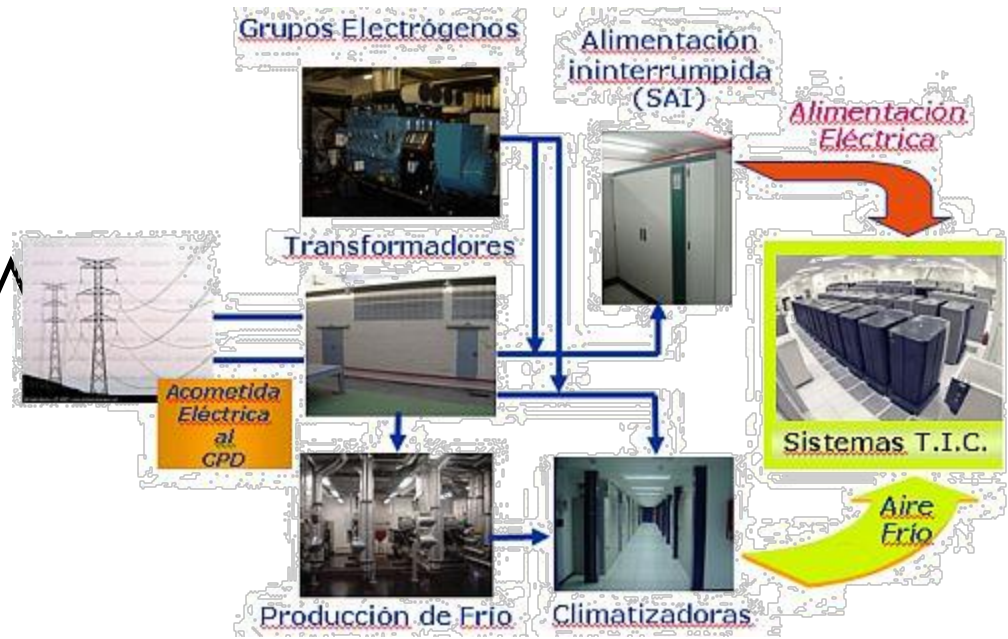 Grupos Electrógenos
Alimentación
ininterrumpida
(SAI)
Alimentación
Eléctrica
Transformadores
Acometida
Eléctrica
al
CPD
Sistemas T.I.C.
Aire
Frío
Producción de Frío
Climatizadoras